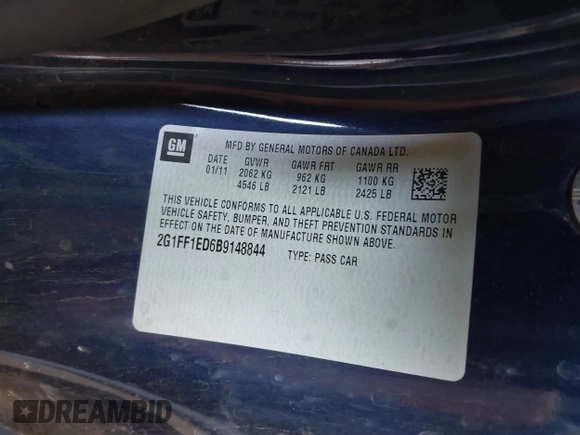 GM
MFD BY GENERAL MOTORS OF CANADA LTD.
DATE GVWR GAWR FRT GAWR RR
01/11 2062 KG 962 KG 1100 KG
4546 LB 2121 LB 2425 LB
THIS VEHICLE CONFORMS TO ALL APPLICABLE U.S. FEDERAL MOTOR
VEHICLE SAFETY, BUMPER, AND THEFT PREVENTION STANDARDS IN
EFFECT ON THE DATE OF MANUFACTURE SHOWN ABOVE.
2G1FF1ED6B9148844 TYPE: PASS CAR
DREAMBID